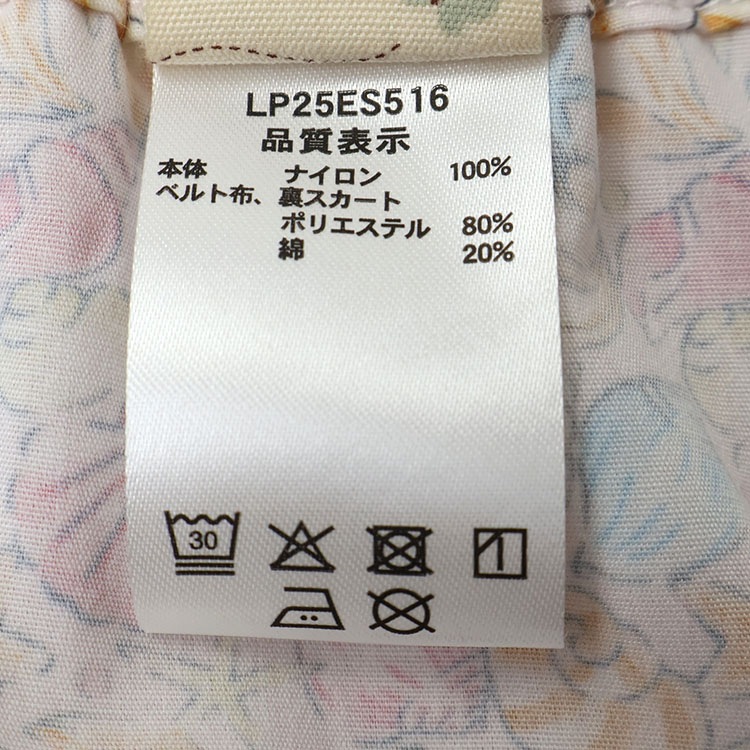 LP25ES516
品質表示
本体 ナイロン 100%
ベルト布、裏スカート
ポリエステル 80%
綿 20%
30